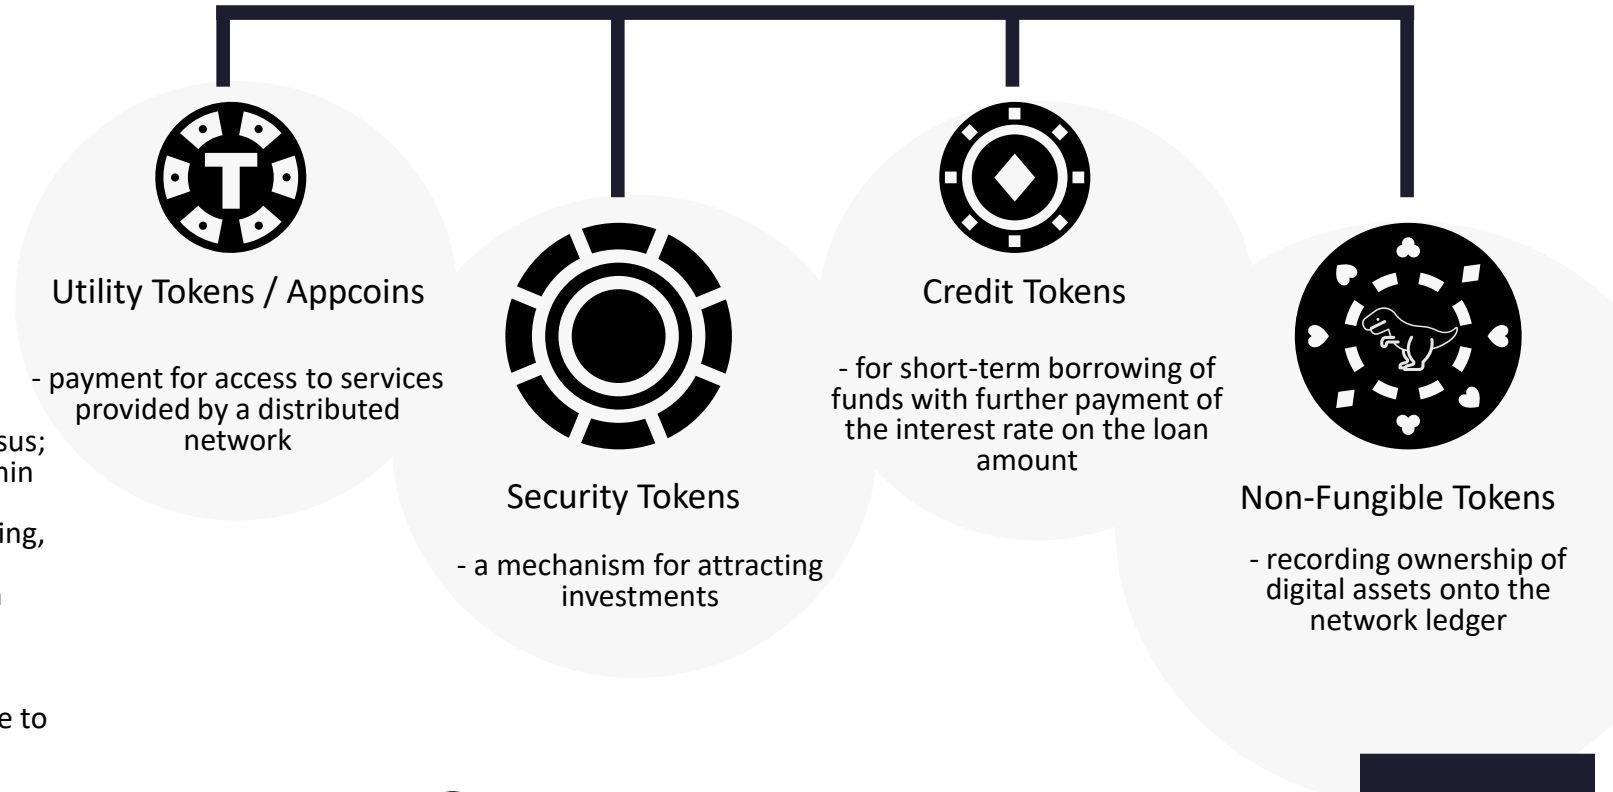 T
Utility Tokens / Appcoins
- payment for access to services
provided by a distributed
network
Security Tokens
- a mechanism for attracting
investments
Credit Tokens
- for short-term borrowing of
funds with further payment of
the interest rate on the loan
amount
Non-Fungible Tokens
- recording ownership of
digital assets onto the
network ledger
sus;
e to